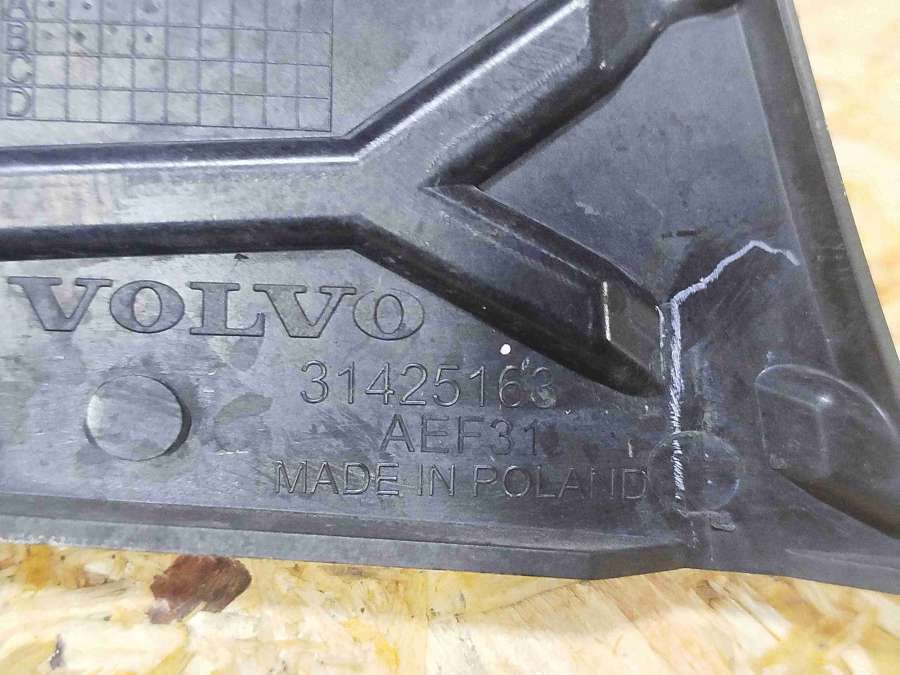 A
B
C
D
VOLVO
31425163
AEF31
MADE IN POLAND